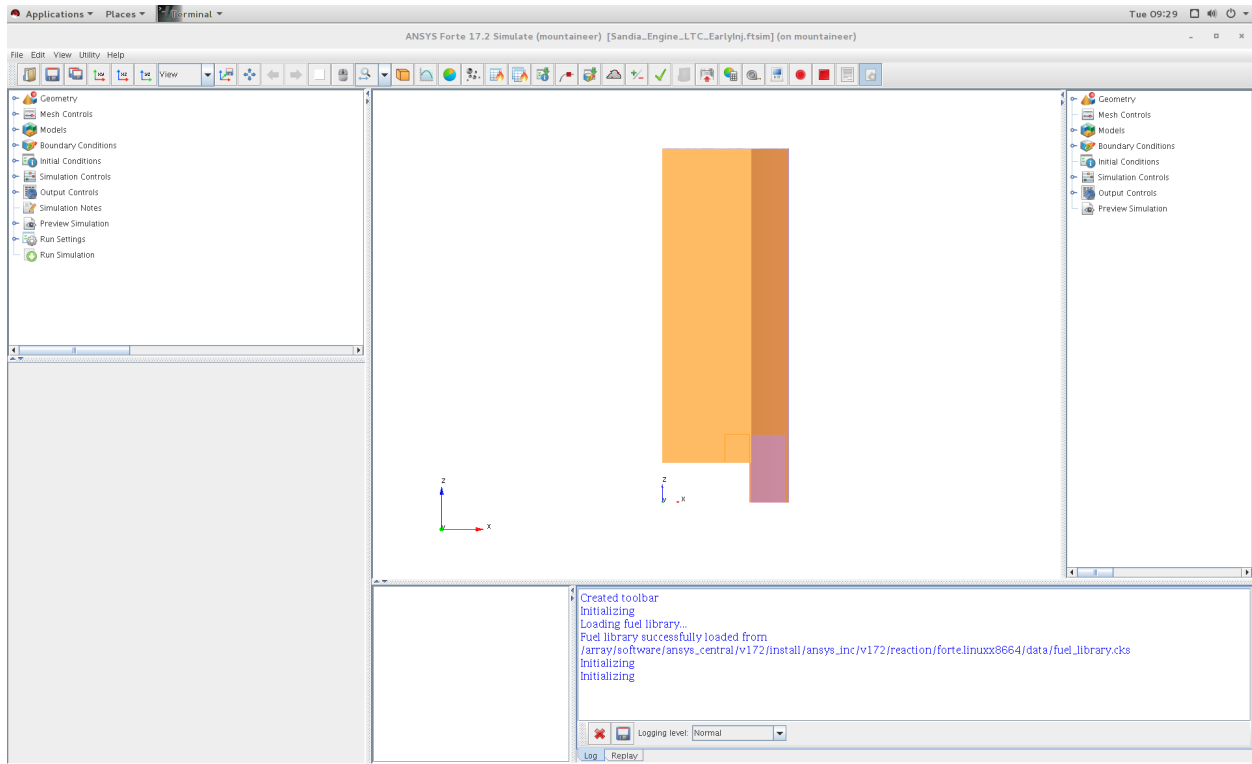 Applications Places Terminal Tue 09:29
ANSYS Forte 17.2 Simulate (mountaineer) [Sandia_Engine_LTC_EarlyInj.ftsim] (on mountaineer)
File Edit View Utility Help
View
Geometry
Mesh Controls
Models
Boundary Conditions
Initial Conditions
Simulation Controls
Output Controls
Simulation Notes
Preview Simulation
Run Settings
Run Simulation
z
x
y
z
x
y
Geometry
Mesh Controls
Models
Boundary Conditions
Initial Conditions
Simulation Controls
Output Controls
Preview Simulation
Created toolbar
Initializing
Loading fuel library...
Fuel library successfully loaded from
/array/software/ansys_central/v172/install/ansys_inc/v172/reaction/forte.linuxx8664/data/fuel_library.cks
Initializing
Initializing
Logging level: Normal
Log Replay